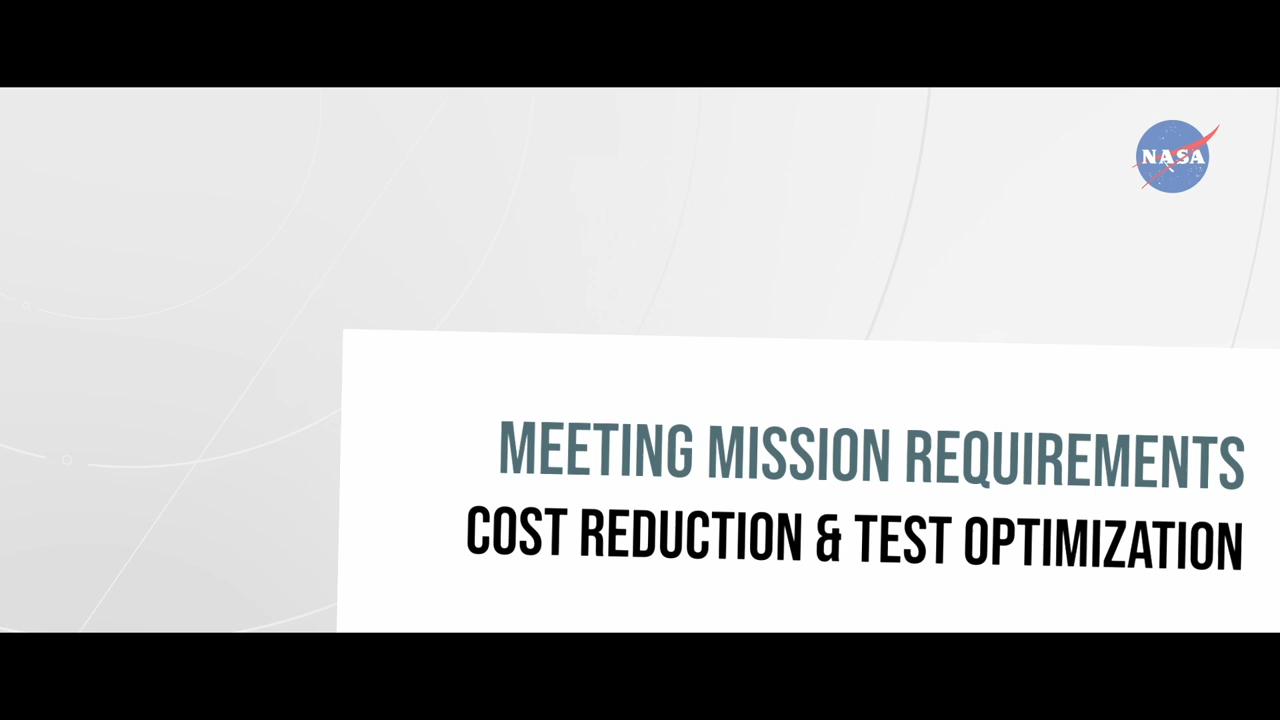 NASA
MEETING MISSION REQUIREMENTS
COST REDUCTION & TEST OPTIMIZATION